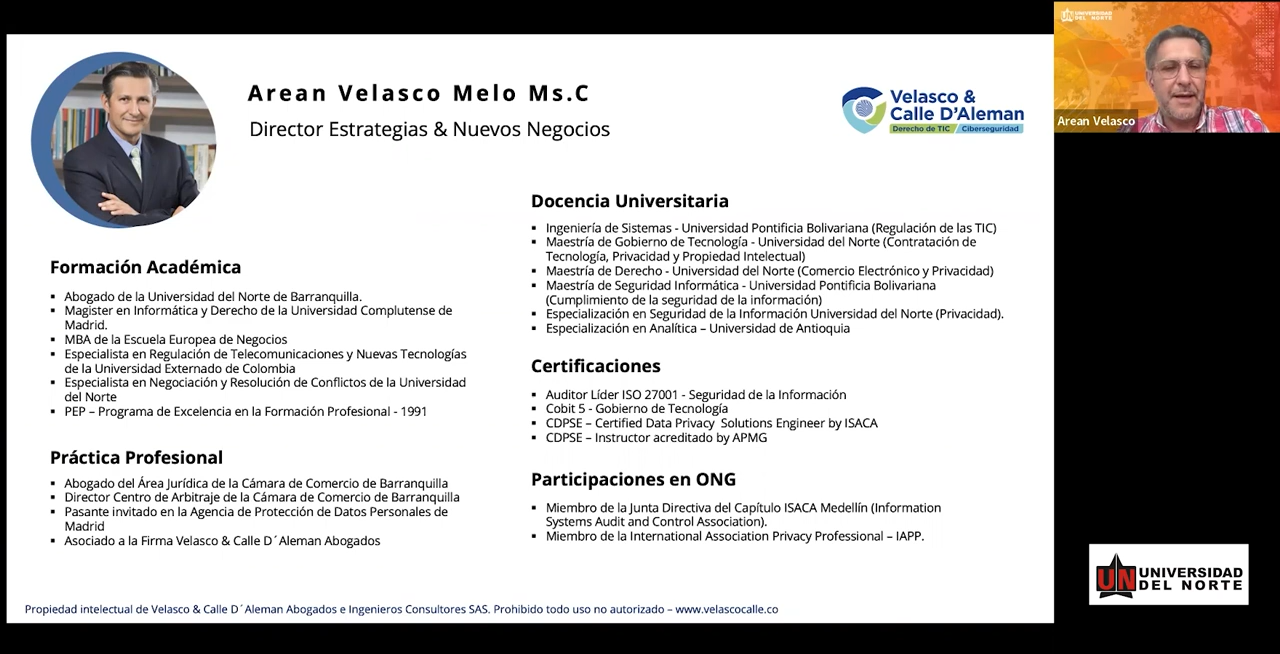 Arean Velasco Melo Ms.C
Director Estrategias & Nuevos Negocios
Velasco &
Calle D'Aleman
Derecho de TIC / Ciberseguridad
Formación Académica
▪ Abogado de la Universidad del Norte de Barranquilla.
▪ Magister en Informática y Derecho de la Universidad Complutense de
Madrid.
▪ MBA de la Escuela Europea de Negocios
▪ Especialista en Regulación de Telecomunicaciones y Nuevas Tecnologías
de la Universidad Externado de Colombia
▪ Especialista en Negociación y Resolución de Conflictos de la Universidad
del Norte
▪ PEP – Programa de Excelencia en la Formación Profesional - 1991
Práctica Profesional
▪ Abogado del Área Jurídica de la Cámara de Comercio de Barranquilla
▪ Director Centro de Arbitraje de la Cámara de Comercio de Barranquilla
▪ Pasante invitado en la Agencia de Protección de Datos Personales de
Madrid
▪ Asociado a la Firma Velasco & Calle D´Aleman Abogados
Docencia Universitaria
▪ Ingeniería de Sistemas - Universidad Pontificia Bolivariana (Regulación de las TIC)
▪ Maestría de Gobierno de Tecnología - Universidad del Norte (Contratación de
Tecnología, Privacidad y Propiedad Intelectual)
▪ Maestría de Derecho - Universidad del Norte (Comercio Electrónico y Privacidad)
▪ Maestría de Seguridad Informática - Universidad Pontificia Bolivariana
(Cumplimiento de la seguridad de la información)
▪ Especialización en Seguridad de la Información Universidad del Norte (Privacidad).
▪ Especialización en Analítica – Universidad de Antioquia
Certificaciones
▪ Auditor Líder ISO 27001 - Seguridad de la Información
▪ Cobit 5 - Gobierno de Tecnología
▪ CDPSE – Certified Data Privacy Solutions Engineer by ISACA
▪ CDPSE – Instructor acreditado by APMG
Participaciones en ONG
▪ Miembro de la Junta Directiva del Capítulo ISACA Medellín (Information
Systems Audit and Control Association).
▪ Miembro de la International Association Privacy Professional – IAPP.
Propiedad intelectual de Velasco & Calle D´Aleman Abogados e Ingenieros Consultores SAS. Prohibido todo uso no autorizado – www.velascocalle.co
UNIVERSIDAD
DEL NORTE
Arean Velasco
UN UNIVERSIDAD
DEL NORTE